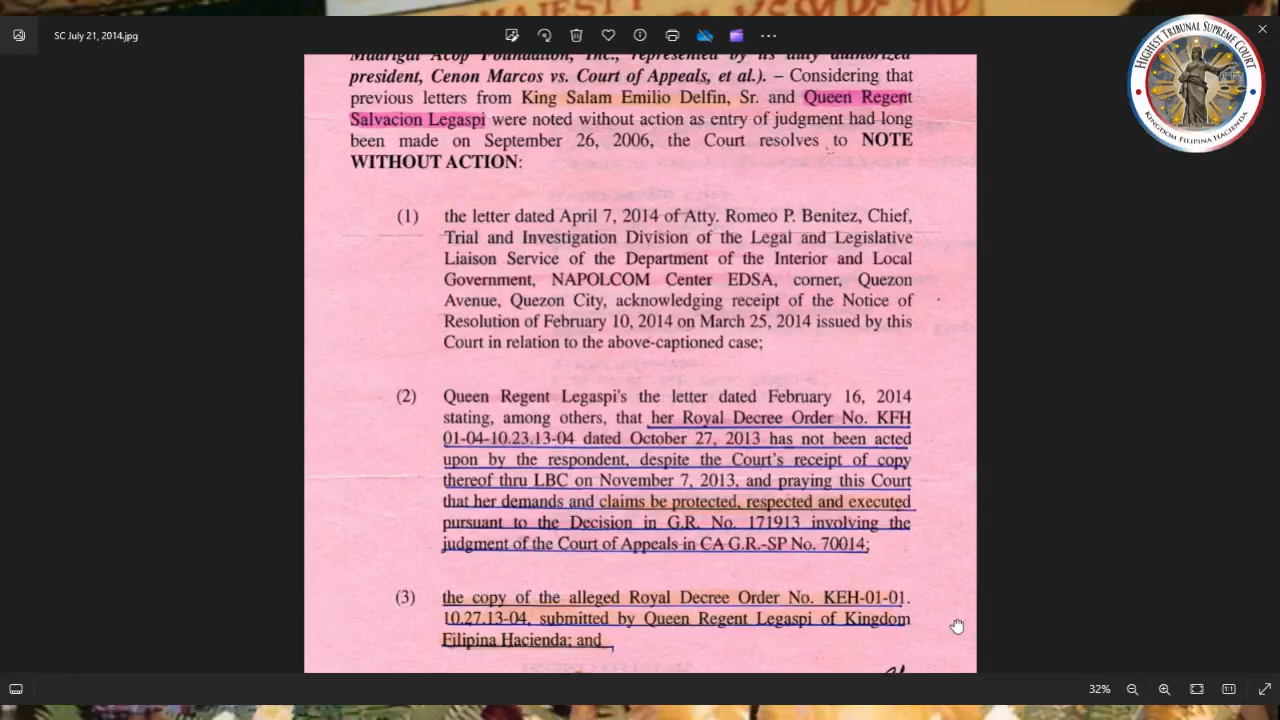 MAJESTY
SC July 21, 2014.jpg
Madrigal Acop Foundation, Inc., represented by its duly authorized
president, Cenon Marcos vs. Court of Appeals, et al.). – Considering that
previous letters from King Salam Emilio Delfin, Sr. and Queen Regent
Salvacion Legaspi were noted without action as entry of judgment had long
been made on September 26, 2006, the Court resolves to NOTE
WITHOUT ACTION:
(1) the letter dated April 7, 2014 of Atty. Romeo P. Benitez, Chief,
Trial and Investigation Division of the Legal and Legislative
Liaison Service of the Department of the Interior and Local
Government, NAPOLCOM Center EDSA, corner, Quezon
Avenue, Quezon City, acknowledging receipt of the Notice of
Resolution of February 10, 2014 on March 25, 2014 issued by this
Court in relation to the above-captioned case;
(2) Queen Regent Legaspi's the letter dated February 16, 2014
stating, among others, that her Royal Decree Order No. KFH
01-04-10.23.13-04 dated October 27, 2013 has not been acted
upon by the respondent, despite the Court's receipt of copy
thereof thru LBC on November 7, 2013, and praying this Court
that her demands and claims be protected, respected and executed
pursuant to the Decision in G.R. No. 171913 involving the
judgment of the Court of Appeals in CA G.R.-SP No. 70014;
(3) the copy of the alleged Royal Decree Order No. KEH-01-01.
10.27.13-04, submitted by Queen Regent Legaspi of Kingdom
Filipina Hacienda; and
HIGHEST TRIBUNAL SUPREME COURT
KINGDOM FILIPINA HACIENDA
32%
1:1